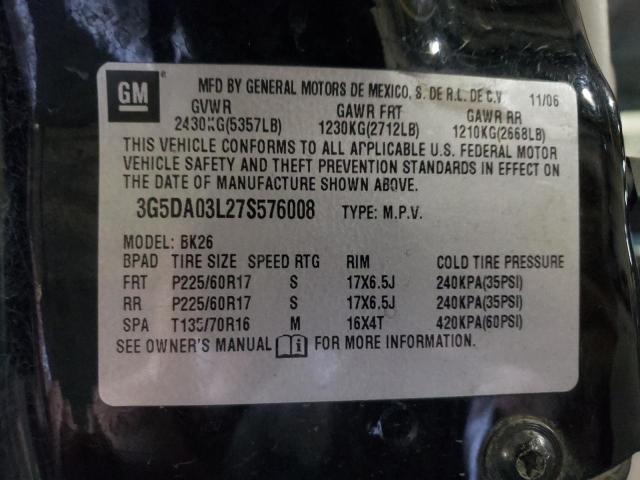 GM ®
MFD BY GENERAL MOTORS DE MEXICO, S. DE R.L. DE C.V. 11/06
GVWR GAWR FRT GAWR RR
2430KG(5357LB) 1230KG(2712LB) 1210KG(2668LB)
THIS VEHICLE CONFORMS TO ALL APPLICABLE U.S. FEDERAL MOTOR
VEHICLE SAFETY AND THEFT PREVENTION STANDARDS IN EFFECT ON
THE DATE OF MANUFACTURE SHOWN ABOVE.
3G5DA03L27S576008 TYPE: M.P.V.
MODEL: BK26
BPAD TIRE SIZE SPEED RTG RIM COLD TIRE PRESSURE
FRT P225/60R17 S 17X6.5J 240KPA(35PSI)
RR P225/60R17 S 17X6.5J 240KPA(35PSI)
SPA T135/70R16 M 16X4T 420KPA(60PSI)
SEE OWNER'S MANUAL i FOR MORE INFORMATION.